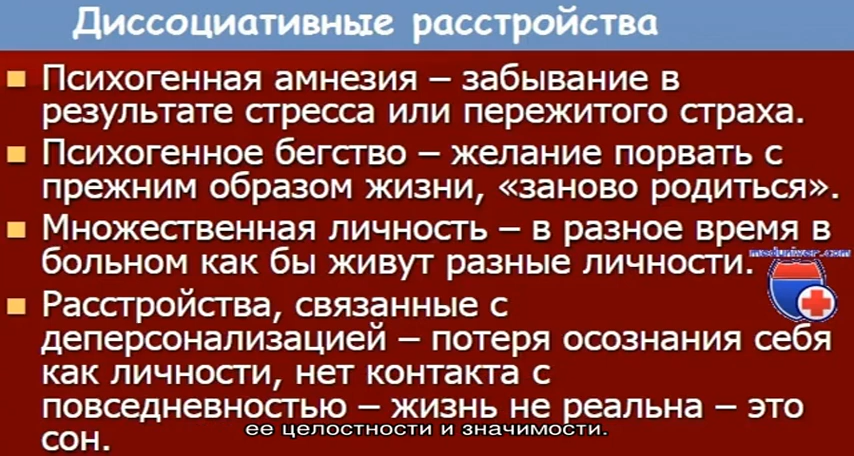 Диссоциативные расстройства
Психогенная амнезия – забывание в
результате стресса или пережитого страха.
Психогенное бегство – желание порвать с
прежним образом жизни, «заново родиться».
Множественная личность – в разное время в
больном как бы живут разные личности.
meduniver.com
Расстройства, связанные с
деперсонализацией – потеря осознания себя
как личности, нет контакта с
повседневностью – жизнь не реальна – это
сон.
ее целостности и значимости.